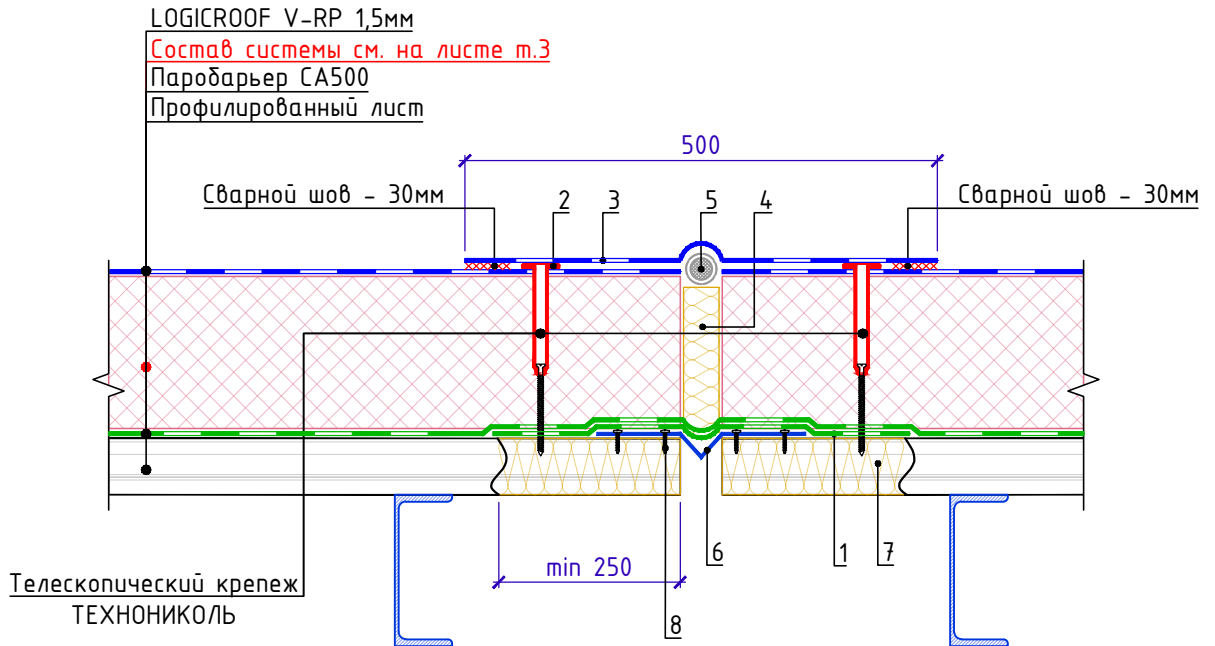 LOGICROOF V-RP 1,5мм
Состав системы см. на листе т.3
Паробарьер СА500
Профилированный лист
500
Сварной шов - 30мм
2
3
5
4
Сварной шов - 30мм
min 250
6
1
7
Телескопический крепеж
ТЕХНОНИКОЛЬ
8